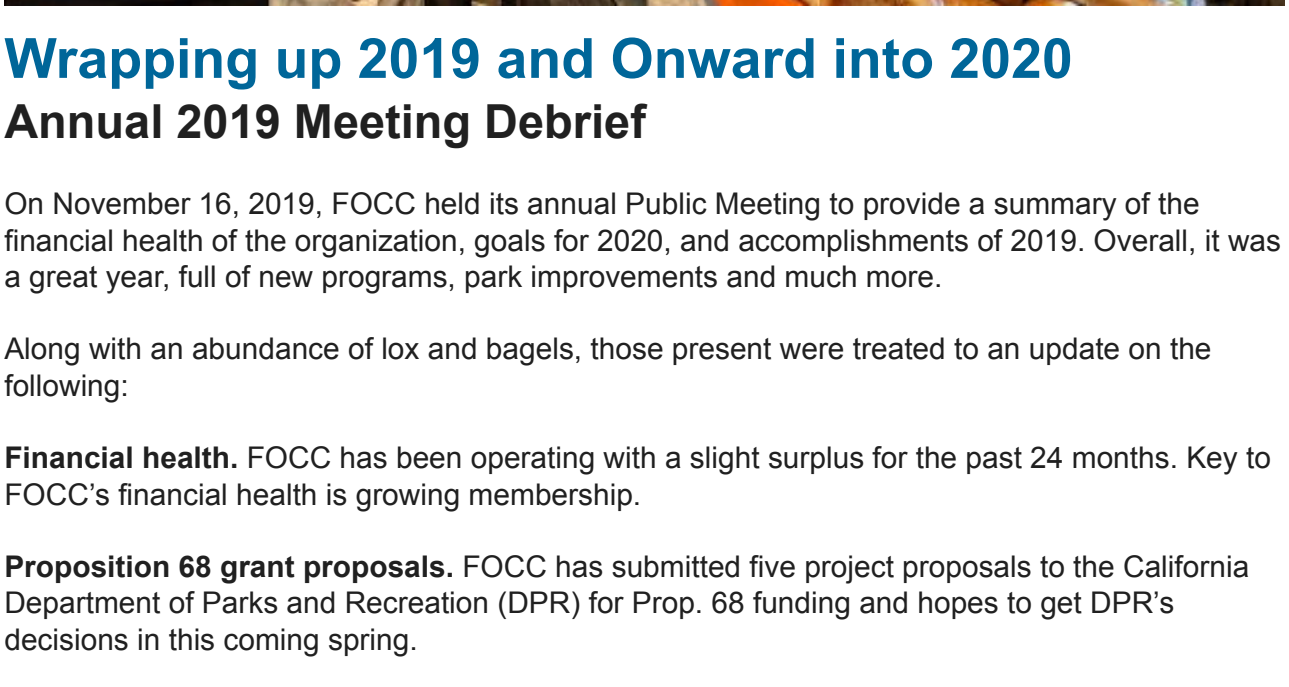 Wrapping up 2019 and Onward into 2020
Annual 2019 Meeting Debrief
On November 16, 2019, FOCC held its annual Public Meeting to provide a summary of the
financial health of the organization, goals for 2020, and accomplishments of 2019. Overall, it was
a great year, full of new programs, park improvements and much more.
Along with an abundance of lox and bagels, those present were treated to an update on the
following:
Financial health. FOCC has been operating with a slight surplus for the past 24 months. Key to
FOCC’s financial health is growing membership.
Proposition 68 grant proposals. FOCC has submitted five project proposals to the California
Department of Parks and Recreation (DPR) for Prop. 68 funding and hopes to get DPR’s
decisions in this coming spring.